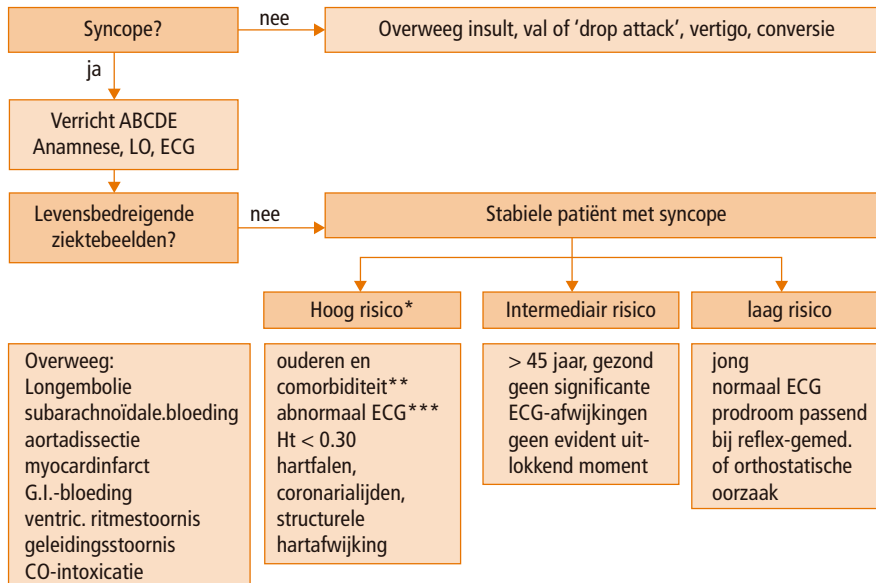 Syncope?
nee
Overweeg insult, val of ‘drop attack’, vertigo, conversie
ja
Verricht ABCDE
Anamnese, LO, ECG
Levensbedreigende
ziektebeelden?
nee
Stabiele patiënt met syncope
Hoog risico*
Intermediair risico
laag risico
Overweeg:
Longembolie
subarachnoïdale.bloeding
aortadissectie
myocardinfarct
G.I.-bloeding
ventric. ritmestoornis
geleidingsstoornis
CO-intoxicatie
ouderen en
comorbiditeit**
abnormaal ECG***
Ht < 0.30
hartfalen,
coronarialijden,
structurele
hartafwijking
> 45 jaar, gezond
geen significante
ECG-afwijkingen
geen evident uit-
lokkend moment
jong
normaal ECG
prodroom passend
bij reflex-gemed.
of orthostatische
oorzaak